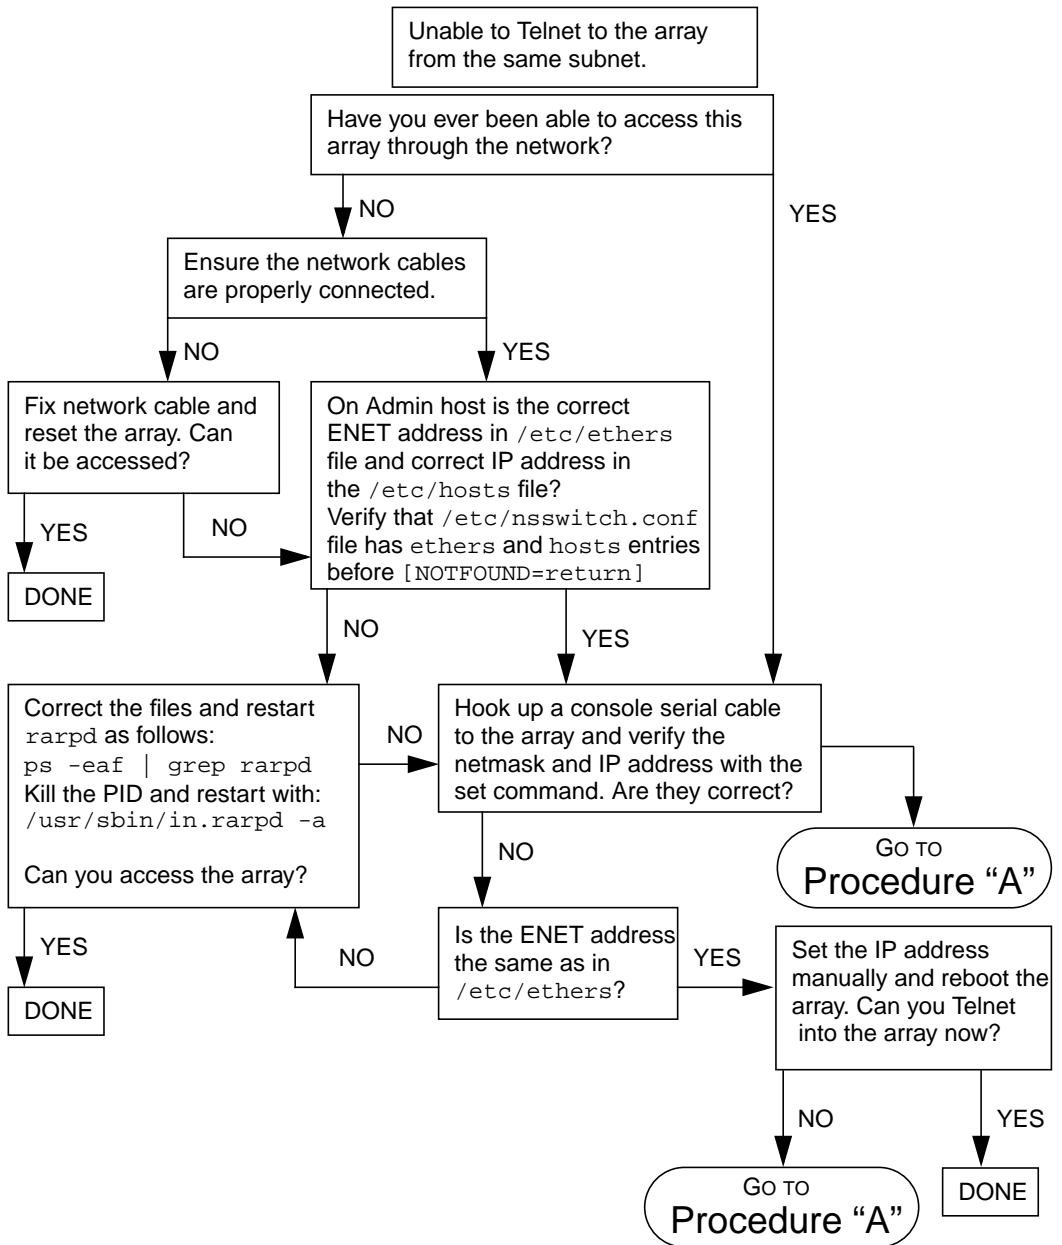 Unable to Telnet to the array
from the same subnet.
Have you ever been able to access this
array through the network?
NO
YES
Ensure the network cables
are properly connected.
NO
YES
Fix network cable and
reset the array. Can
it be accessed?
On Admin host is the correct
ENET address in /etc/ethers
file and correct IP address in
the /etc/hosts file?
Verify that /etc/nsswitch.conf
file has ethers and hosts entries
before [NOTFOUND=return]
YES
NO
DONE
NO
YES
Correct the files and restart
rarpd as follows:
ps -eaf | grep rarpd
Kill the PID and restart with:
/usr/sbin/in.rarpd -a
Can you access the array?
NO
Hook up a console serial cable
to the array and verify the
netmask and IP address with the
set command. Are they correct?
GO TO
Procedure “A”
NO
YES
DONE
NO
Is the ENET address
the same as in
/etc/ethers?
YES
Set the IP address
manually and reboot the
array. Can you Telnet
into the array now?
NO
YES
GO TO
Procedure “A”
DONE